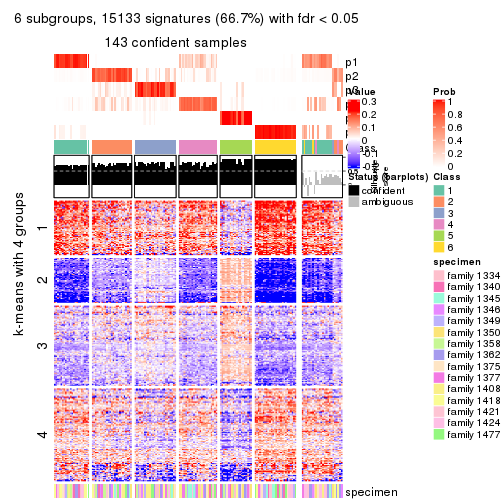 6 subgroups, 15133 signatures (66.7%) with fdr < 0.05
143 confident samples
p1
p2
Value
0.3
0.2
0.1
0
-0.1
Prob
1
0.8
0.6
0.4
0.2
0
Status (barplots)
confident
ambiguous
Class
1
2
3
4
5
6
k-means with 4 groups
1
2
3
4
specimen
family 1334
family 1340
family 1345
family 1346
family 1349
family 1350
family 1358
family 1362
family 1375
family 1377
family 1408
family 1418
family 1421
family 1424
family 1477
specimen